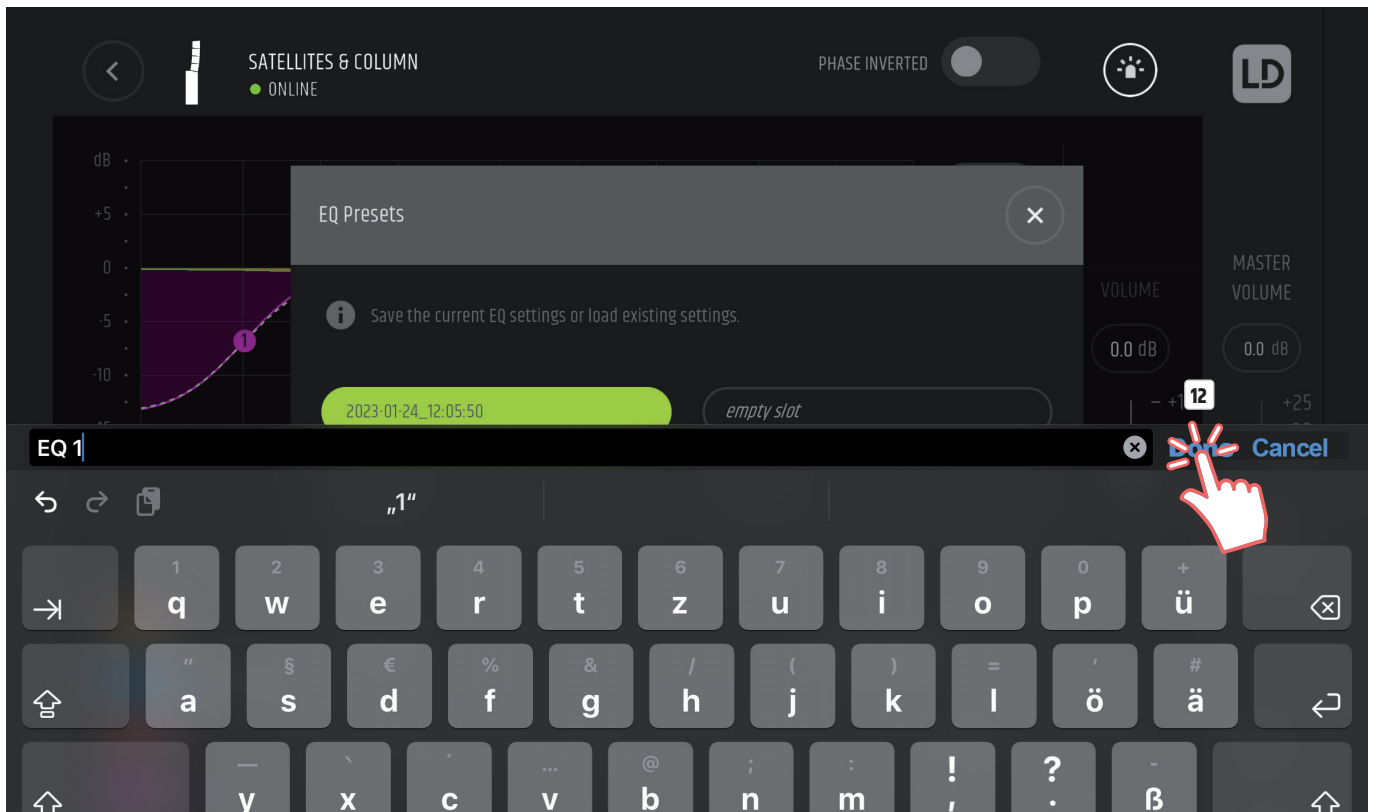 SATELLITES & COLUMN
ONLINE
PHASE INVERTED
LD
dB
+5
0
-5
-10
1
EQ Presets
Save the current EQ settings or load existing settings.
2023-01-24_12:05:50
empty slot
VOLUME
0.0 dB
MASTER
VOLUME
0.0 dB
12
+25
EQ 1
Done Cancel
„1“
1 2 3 4 5 6 7 8 9 0 +
q w e r t z u i o p ü
" § € % & / ( ) = ' #
a s d f g h j k l ö ä
— ` ´ ... @ ; : ! ? -
y x c v b n m , . ß